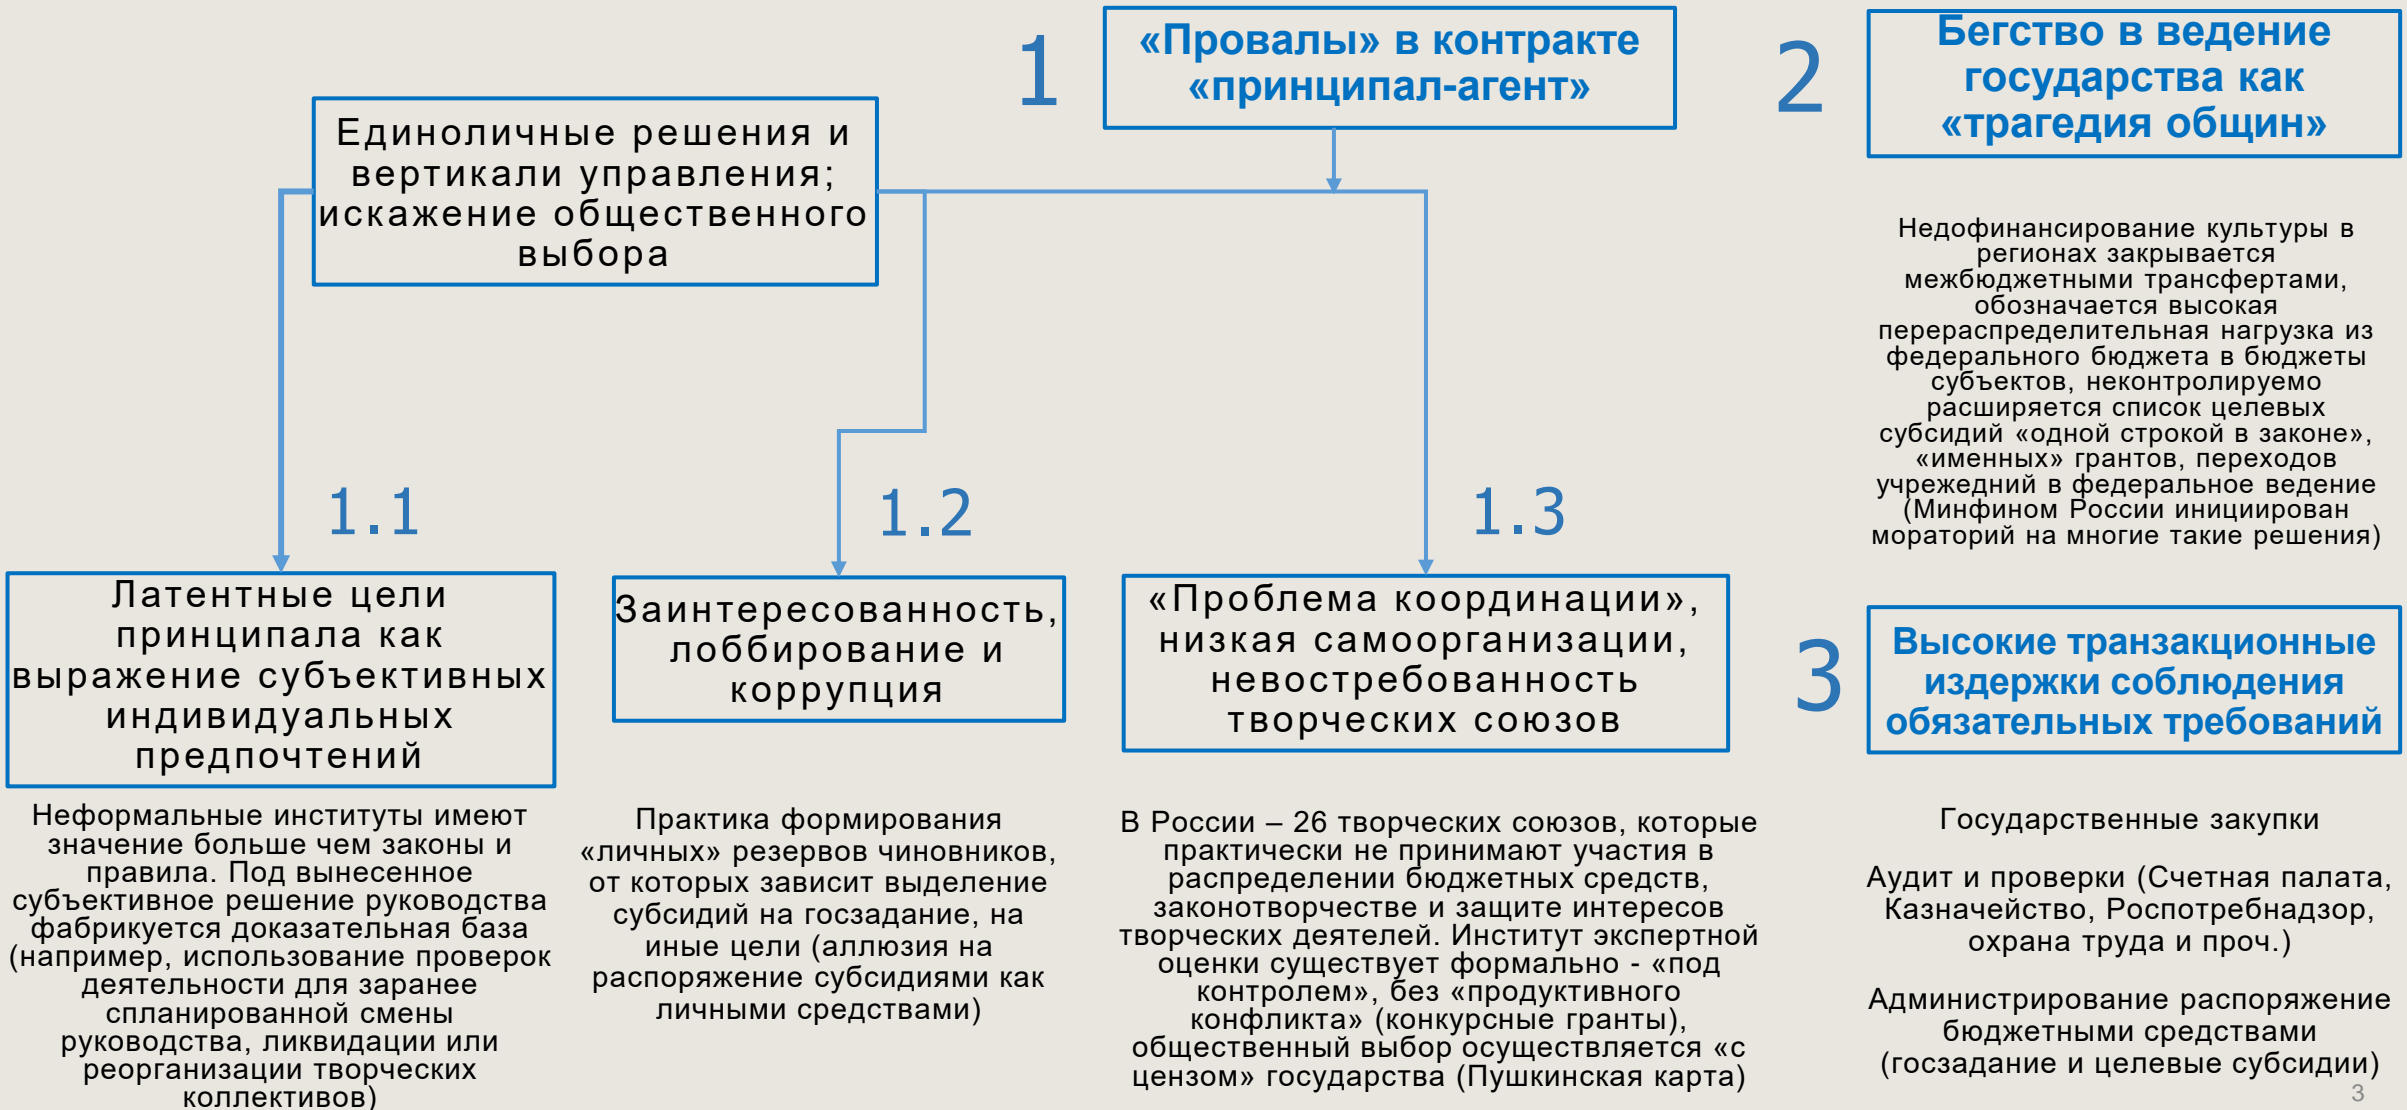 1
«Провалы» в контракте
«принципал-агент»
Единоличные решения и
вертикали управления;
искажение общественного
выбора
1.1
Латентные цели
принципала как
выражение субъективных
индивидуальных
предпочтений
Неформальные институты имеют
значение больше чем законы и
правила. Под вынесенное
субъективное решение руководства
фабрикуется доказательная база
(например, использование проверок
деятельности для заранее
спланированной смены
руководства, ликвидации или
реорганизации творческих
коллективов)
1.2
Заинтересованность,
лоббирование и
коррупция
Практика формирования
«личных» резервов чиновников,
от которых зависит выделение
субсидий на госзадание, на
иные цели (аллюзия на
распоряжение субсидиями как
личными средствами)
1.3
«Проблема координации»,
низкая самоорганизации,
невостребованность
творческих союзов
В России – 26 творческих союзов, которые
практически не принимают участия в
распределении бюджетных средств,
законотворчестве и защите интересов
творческих деятелей. Институт экспертной
оценки существует формально - «под
контролем», без «продуктивного
конфликта» (конкурсные гранты),
общественный выбор осуществляется «с
цензом» государства (Пушкинская карта)
2
Бегство в ведение
государства как
«трагедия общин»
Недофинансирование культуры в
регионах закрывается
межбюджетными трансфертами,
обозначается высокая
перераспределительная нагрузка из
федерального бюджета в бюджеты
субъектов, неконтролируемо
расширяется список целевых
субсидий «одной строкой в законе»,
«именных» грантов, переходов
учрежедний в федеральное ведение
(Минфином России инициирован
мораторий на многие такие решения)
3
Высокие транзакционные
издержки соблюдения
обязательных требований
Государственные закупки
Аудит и проверки (Счетная палата,
Казначейство, Роспотребнадзор,
охрана труда и проч.)
Администрирование распоряжение
бюджетными средствами
(госзадание и целевые субсидии)
3